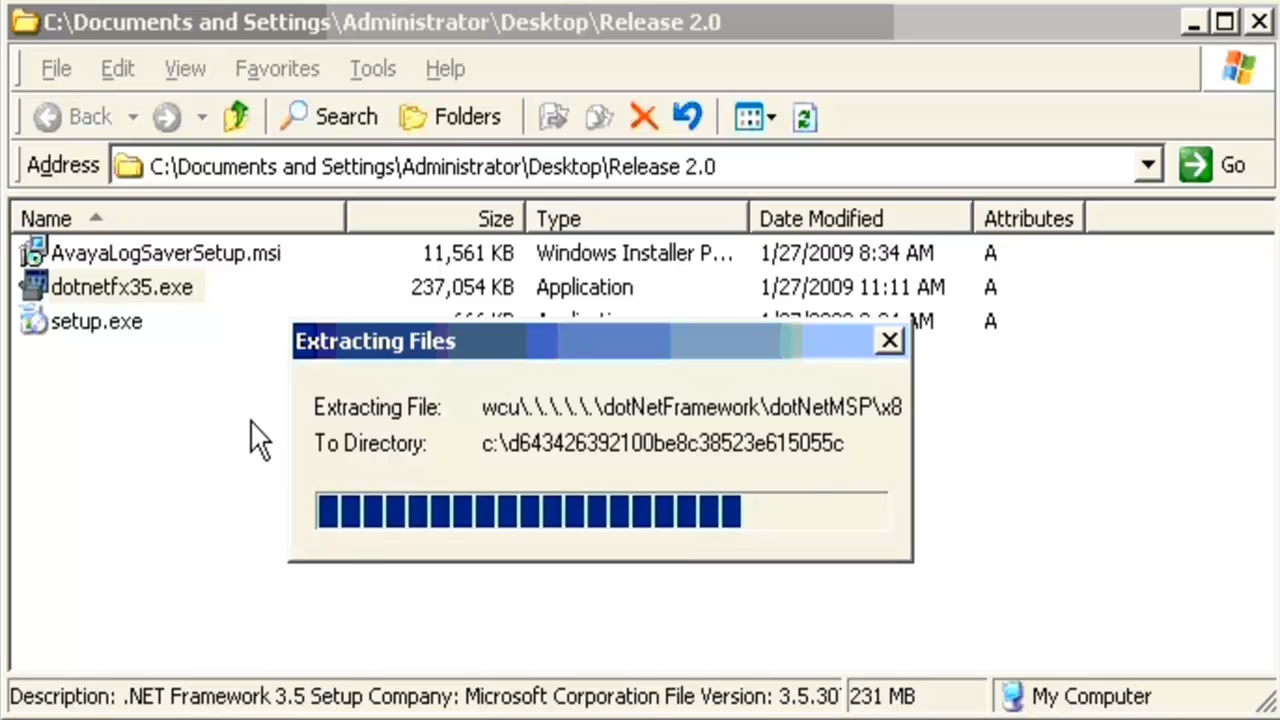 C:\Documents and Settings\Administrator\Desktop\Release 2.0
File Edit View Favorites Tools Help
Back Search Folders
Address C:\Documents and Settings\Administrator\Desktop\Release 2.0 Go
Name Size Type Date Modified Attributes
AvayaLogSaverSetup.msi 11,561 KB Windows Installer P... 1/27/2009 8:34 AM A
dotnetfx35.exe 237,054 KB Application 1/27/2009 11:11 AM A
setup.exe AM A
Extracting Files
Extracting File: wcu\.\.\.\.\.\dotNetFramework\dotNetMSP\x8
To Directory: c:\d643426392100be8c38523e615055c
Description: .NET Framework 3.5 Setup Company: Microsoft Corporation File Version: 3.5.30 231 MB My Computer